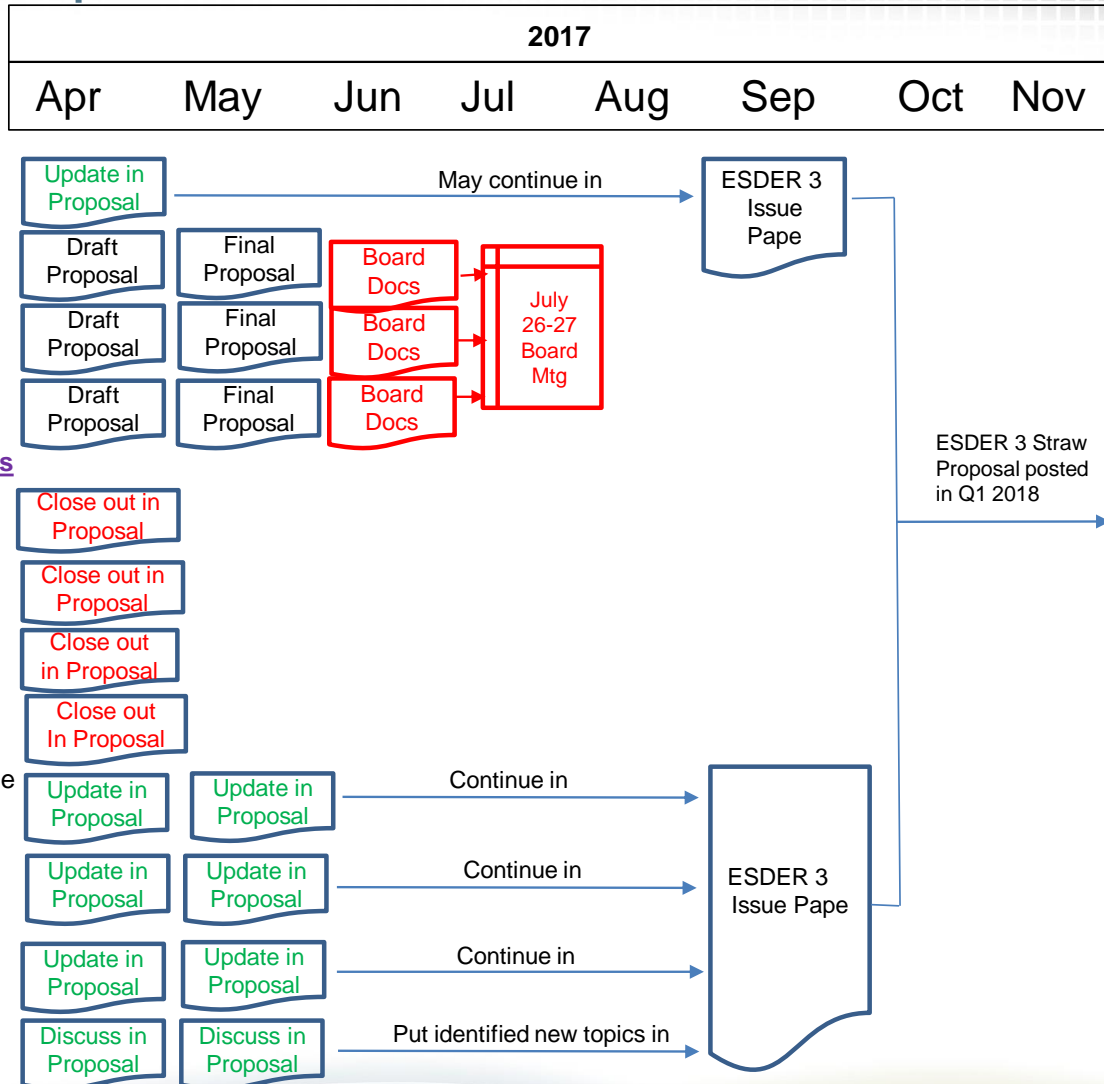 2017
Apr May Jun Jul Aug Sep Oct Nov
Update in
Proposal
May continue in
ESDER 3
Issue
Pape
Draft
Proposal
Final
Proposal
Board
Docs
Draft
Proposal
Final
Proposal
Board
Docs
Draft
Proposal
Final
Proposal
Board
Docs
July
26-27
Board
Mtg
ESDER 3 Straw
Proposal posted
in Q1 2018
s
Close out in
Proposal
Close out in
Proposal
Close out
in Proposal
Close out
In Proposal
e
Update in
Proposal
Update in
Proposal
Continue in
Update in
Proposal
Update in
Proposal
Continue in
ESDER 3
Issue Pape
Update in
Proposal
Update in
Proposal
Continue in
Discuss in
Proposal
Discuss in
Proposal
Put identified new topics in